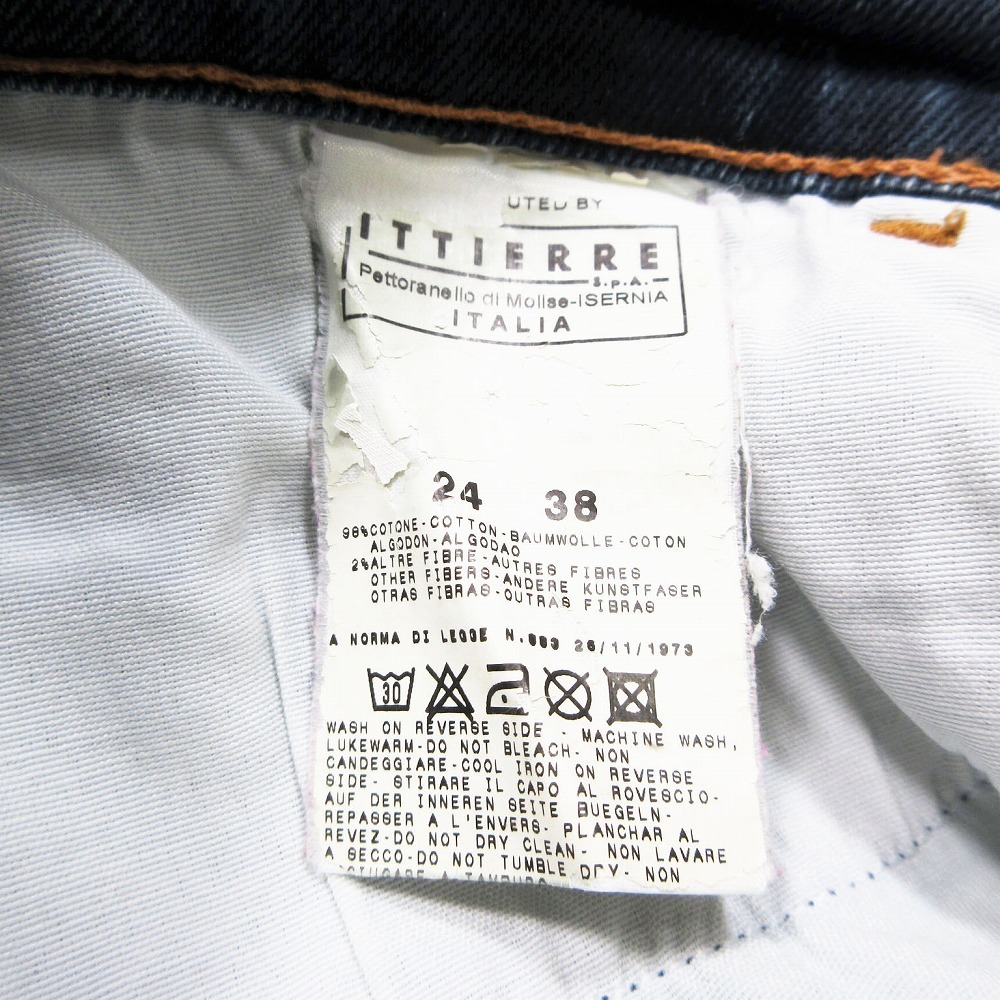 UTED BY
ITTIERRE
S.p.A.
Pettoranello di Molise-ISERNIA
ITALIA
24 38
98%COTONE-COTTON-BAUMWOLLE-COTON
ALGODON-ALGODAO
2%ALTRE FIBRE-AUTRES FIBRES
OTHER FIBERS-ANDERE KUNSTFASER
OTRAS FIBRAS-OUTRAS FIBRAS
A NORMA DI LEGGE N.883 26/11/1973
30
WASH ON REVERSE SIDE - MACHINE WASH,
LUKEWARM-DO NOT BLEACH- NON
CANDEGGIARE-COOL IRON ON REVERSE
SIDE- STIRARE IL CAPO AL ROVESCIO-
AUF DER INNEREN SEITE BUEGELN-
REPASSER A L'ENVERS- PLANCHAR AL
REVEZ-DO NOT DRY CLEAN- NON LAVARE
A SECCO-DO NOT TUMBLE DRY- NON